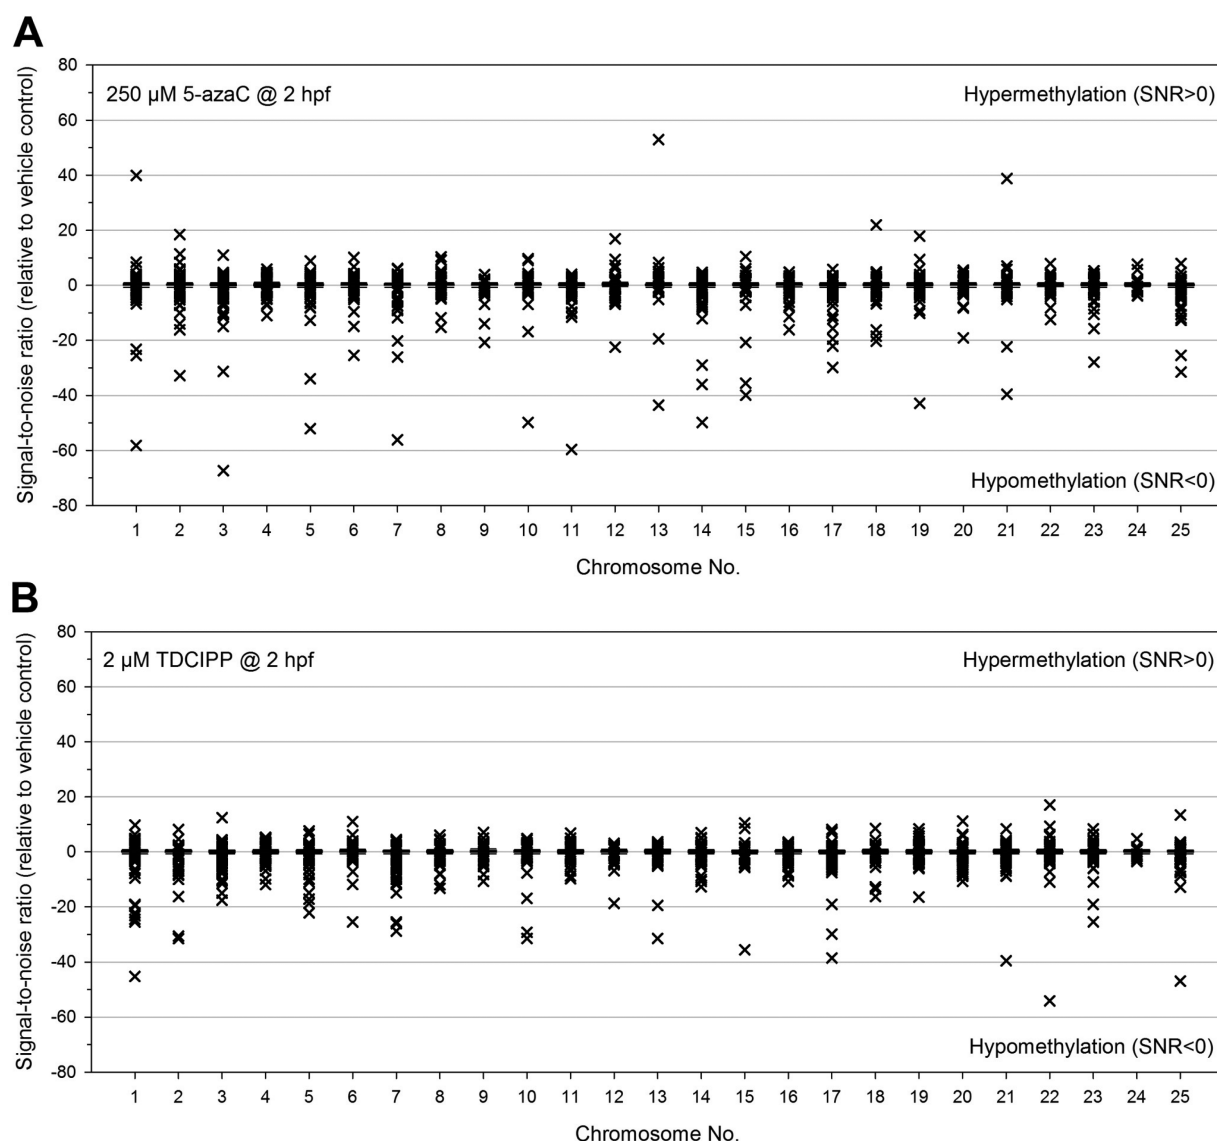 A
Signal-to-noise ratio (relative to vehicle control)
80
60
40
20
0
-20
-40
-60
-80
250 µM 5-azaC @ 2 hpf
Hypermethylation (SNR>0)
Hypomethylation (SNR<0)
1 2 3 4 5 6 7 8 9 10 11 12 13 14 15 16 17 18 19 20 21 22 23 24 25
Chromosome No.
B
Signal-to-noise ratio (relative to vehicle control)
80
60
40
20
0
-20
-40
-60
-80
2 µM TDCIPP @ 2 hpf
Hypermethylation (SNR>0)
Hypomethylation (SNR<0)
1 2 3 4 5 6 7 8 9 10 11 12 13 14 15 16 17 18 19 20 21 22 23 24 25
Chromosome No.